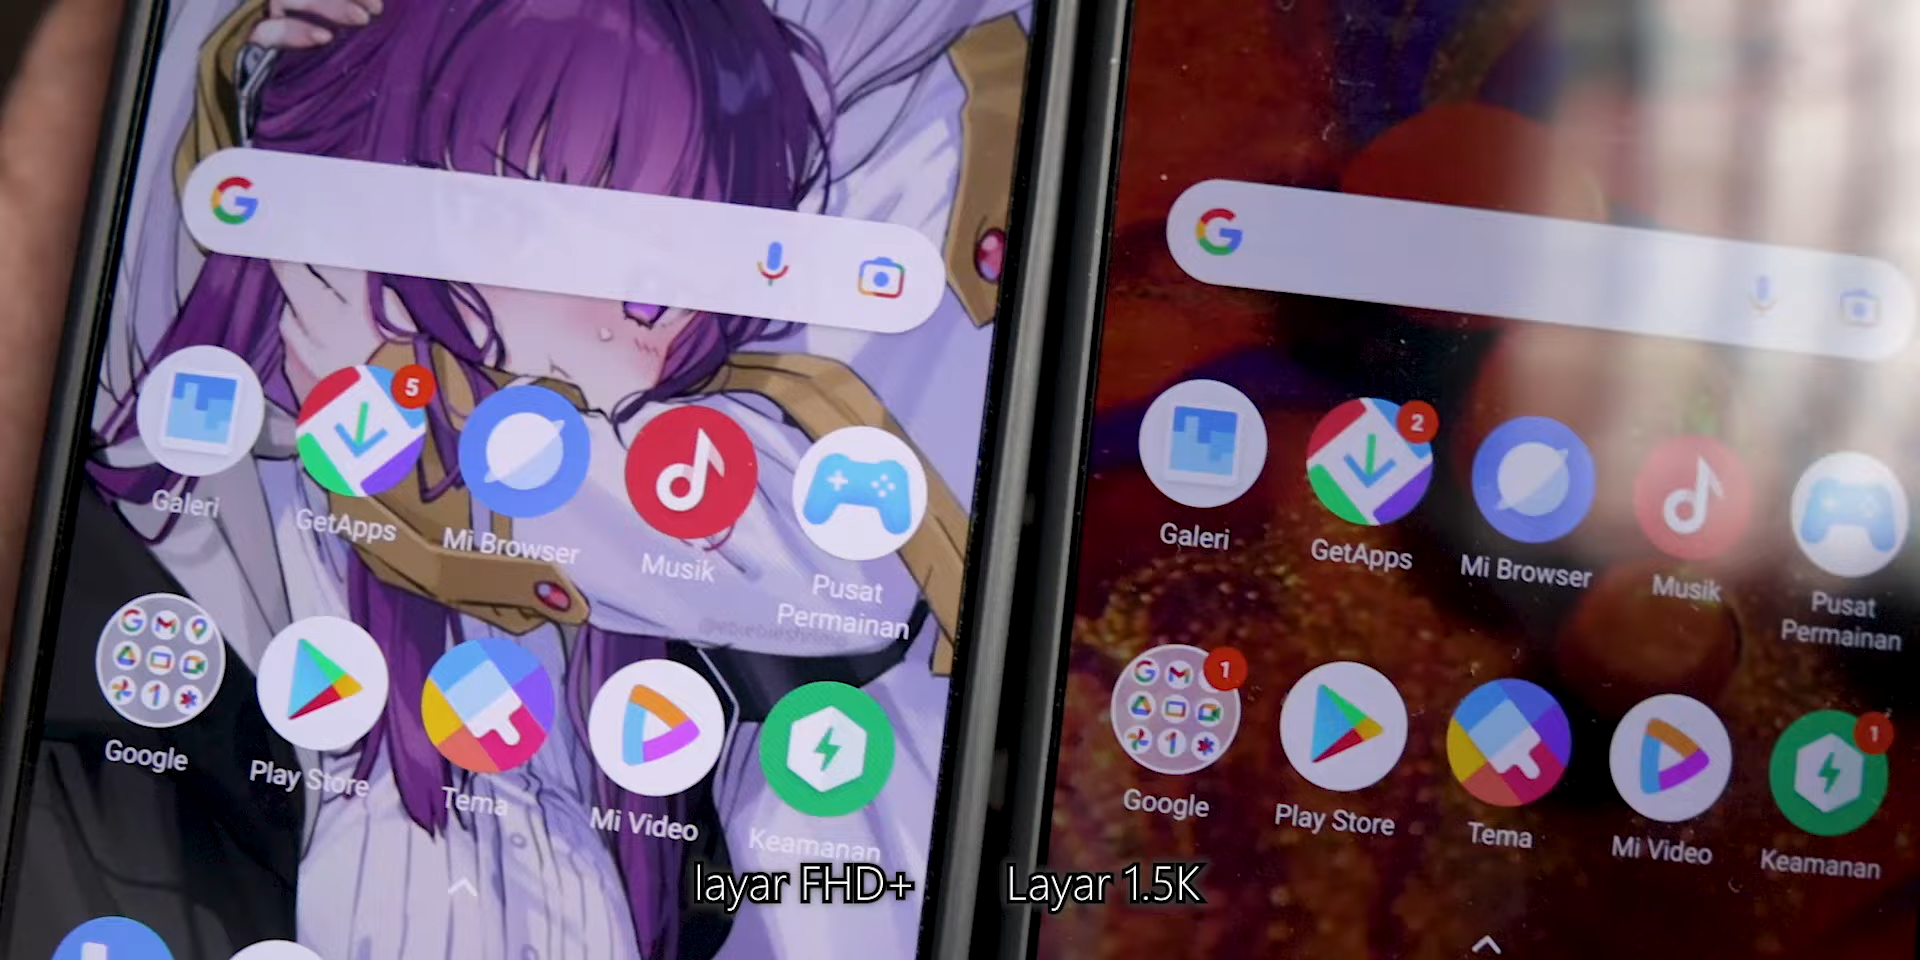 5
Galeri
GetApps
Mi Browser
Musik
Pusat
Permainan
Google
Play Store
Tema
Mi Video
Keamanan
2
Galeri
GetApps
Mi Browser
Musik
Pusat
Permainan
1
1
Google
Play Store
Tema
Mi Video
Keamanan
layar FHD+
Layar 1.5K